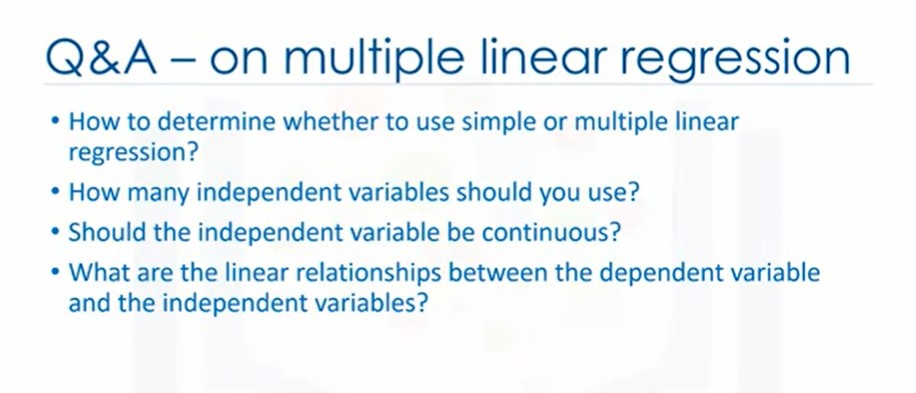 Q&A – on multiple linear regression
• How to determine whether to use simple or multiple linear
regression?
• How many independent variables should you use?
• Should the independent variable be continuous?
• What are the linear relationships between the dependent variable
and the independent variables?